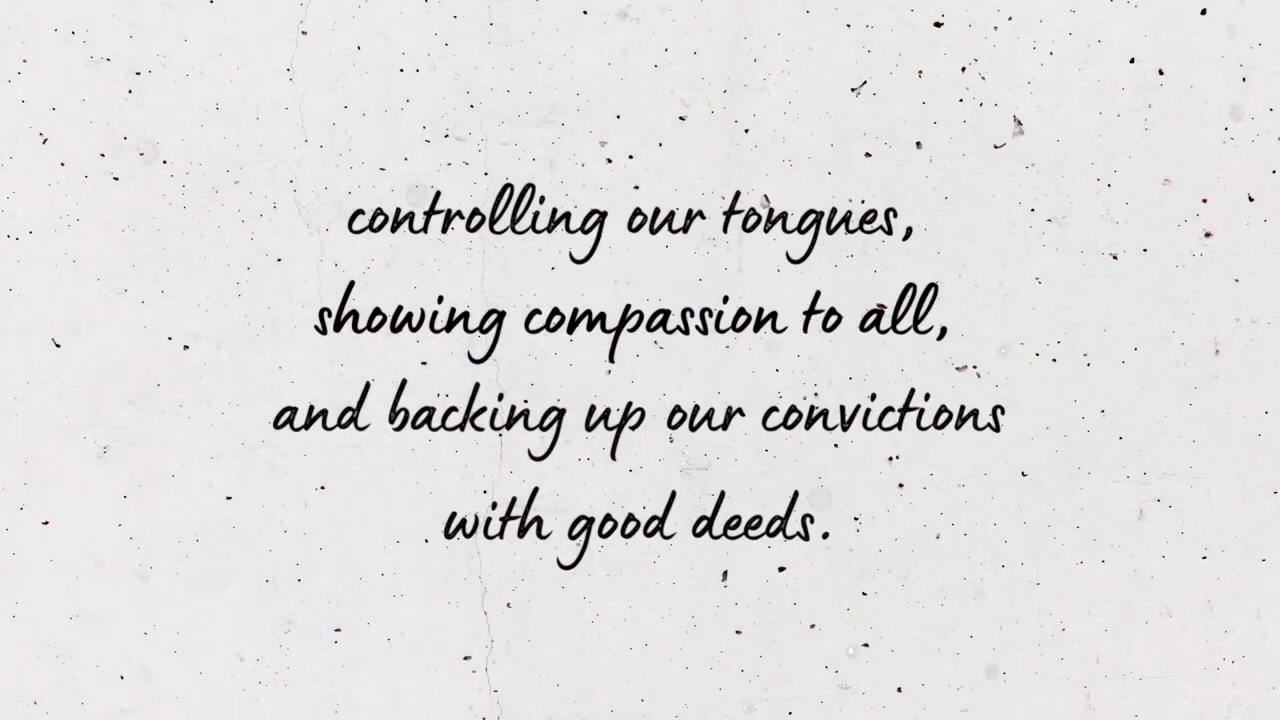 controlling our tongues,
showing compassion to all,
and backing up our convictions
with good deeds.